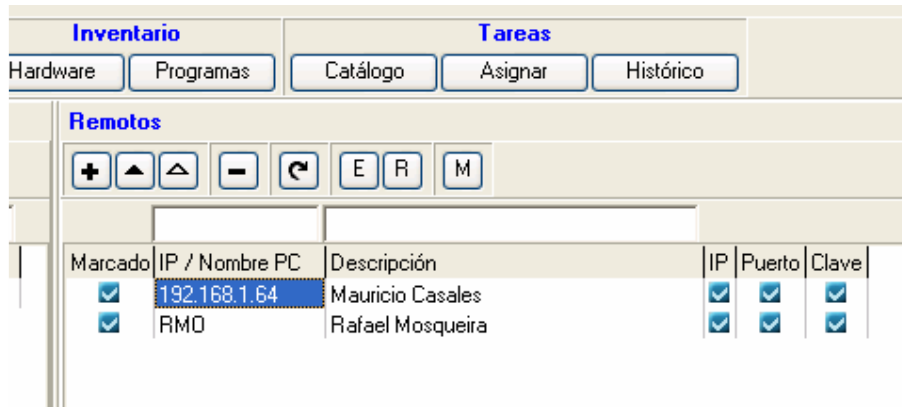 Inventario Tareas
Hardware Programas Catálogo Asignar Histórico
Remotos
E R M
Marcado IP / Nombre PC Descripción IP Puerto Clave
192.168.1.64 Mauricio Casales
RMO Rafael Mosqueira